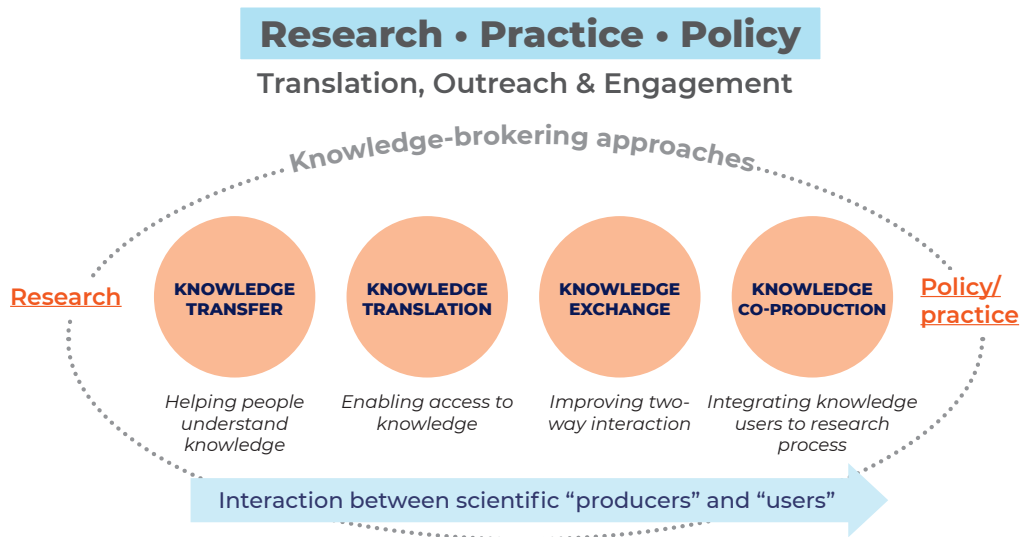 Research • Practice • Policy
Translation, Outreach & Engagement
Knowledge-brokering approaches
Research
KNOWLEDGE
TRANSFER
KNOWLEDGE
TRANSLATION
KNOWLEDGE
EXCHANGE
KNOWLEDGE
CO-PRODUCTION
Policy/
practice
Helping people
understand
knowledge
Enabling access to
knowledge
Improving two-
way interaction
Integrating knowledge
users to research
process
Interaction between scientific “producers” and “users”